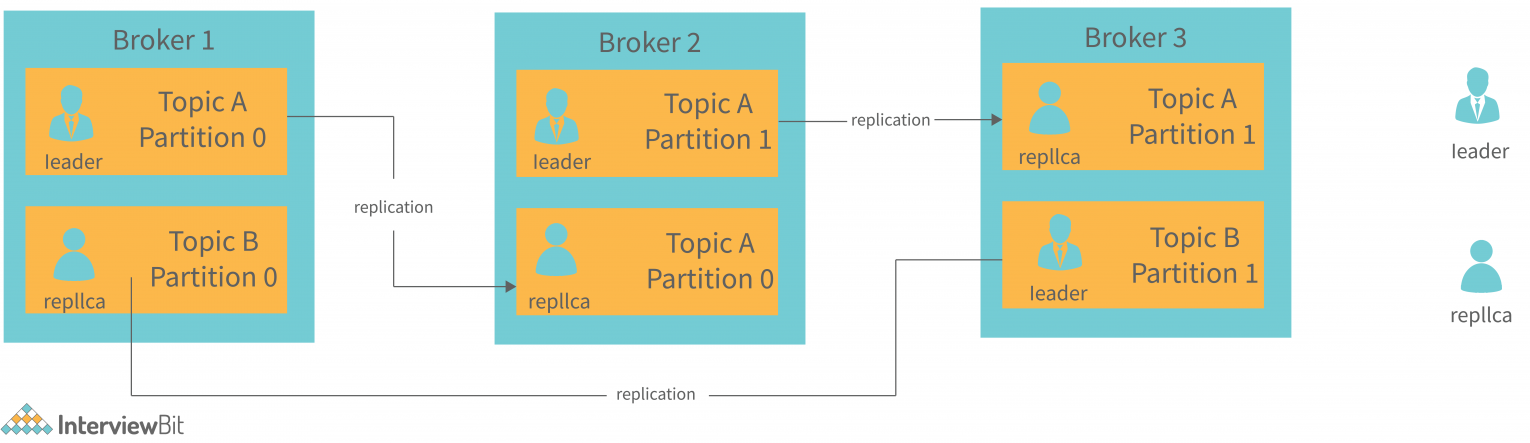 Broker 1
Topic A
Partition 0
leader
Topic B
Partition 0
repllca
replication
Broker 2
Topic A
Partition 1
leader
Topic A
Partition 0
repllca
replication
Broker 3
Topic A
Partition 1
repllca
Topic B
Partition 1
leader
replication
leader
repllca
InterviewBit